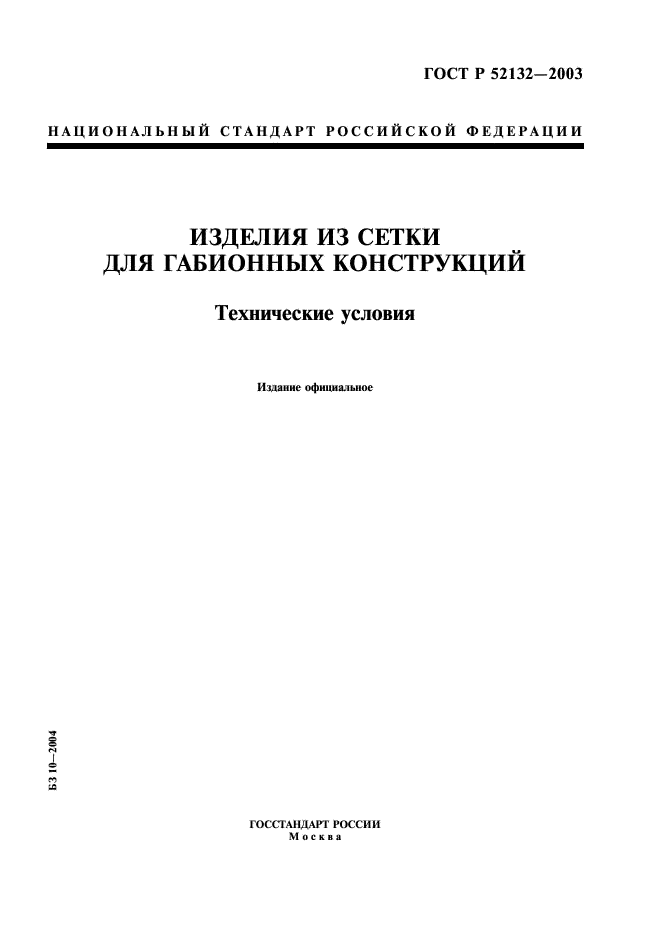 ГОСТ Р 52132—2003
НАЦИОНАЛЬНЫЙ СТАНДАРТ РОССИЙСКОЙ ФЕДЕРАЦИИ
ИЗДЕЛИЯ ИЗ СЕТКИ
ДЛЯ ГАБИОННЫХ КОНСТРУКЦИЙ
Технические условия
Издание официальное
БЗ 10—2004
ГОССТАНДАРТ РОССИИ
Москва